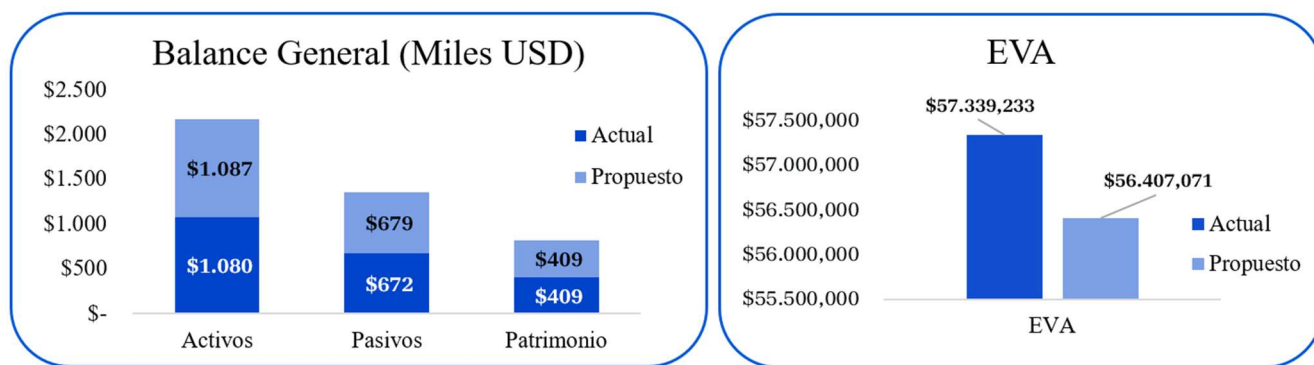 Balance General (Miles USD)
$2.500
$2.000
$1.500
$1.000
$500
$-
$1.087
$1.080
$679
$672
$409
$409
Activos
Pasivos
Patrimonio
Actual
Propuesto
EVA
$57.500,000
$57.000,000
$56.500,000
$56.000,000
$55.500,000
$57.339,233
$56.407,071
EVA
Actual
Propuesto